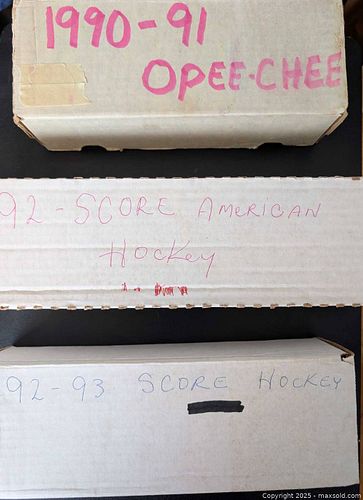 1990-91
OPEE-CHEE
92-SCORE AMERICAN
Hockey
92-93 SCORE HOCKEY
Copyright 2025 - maxsold.com